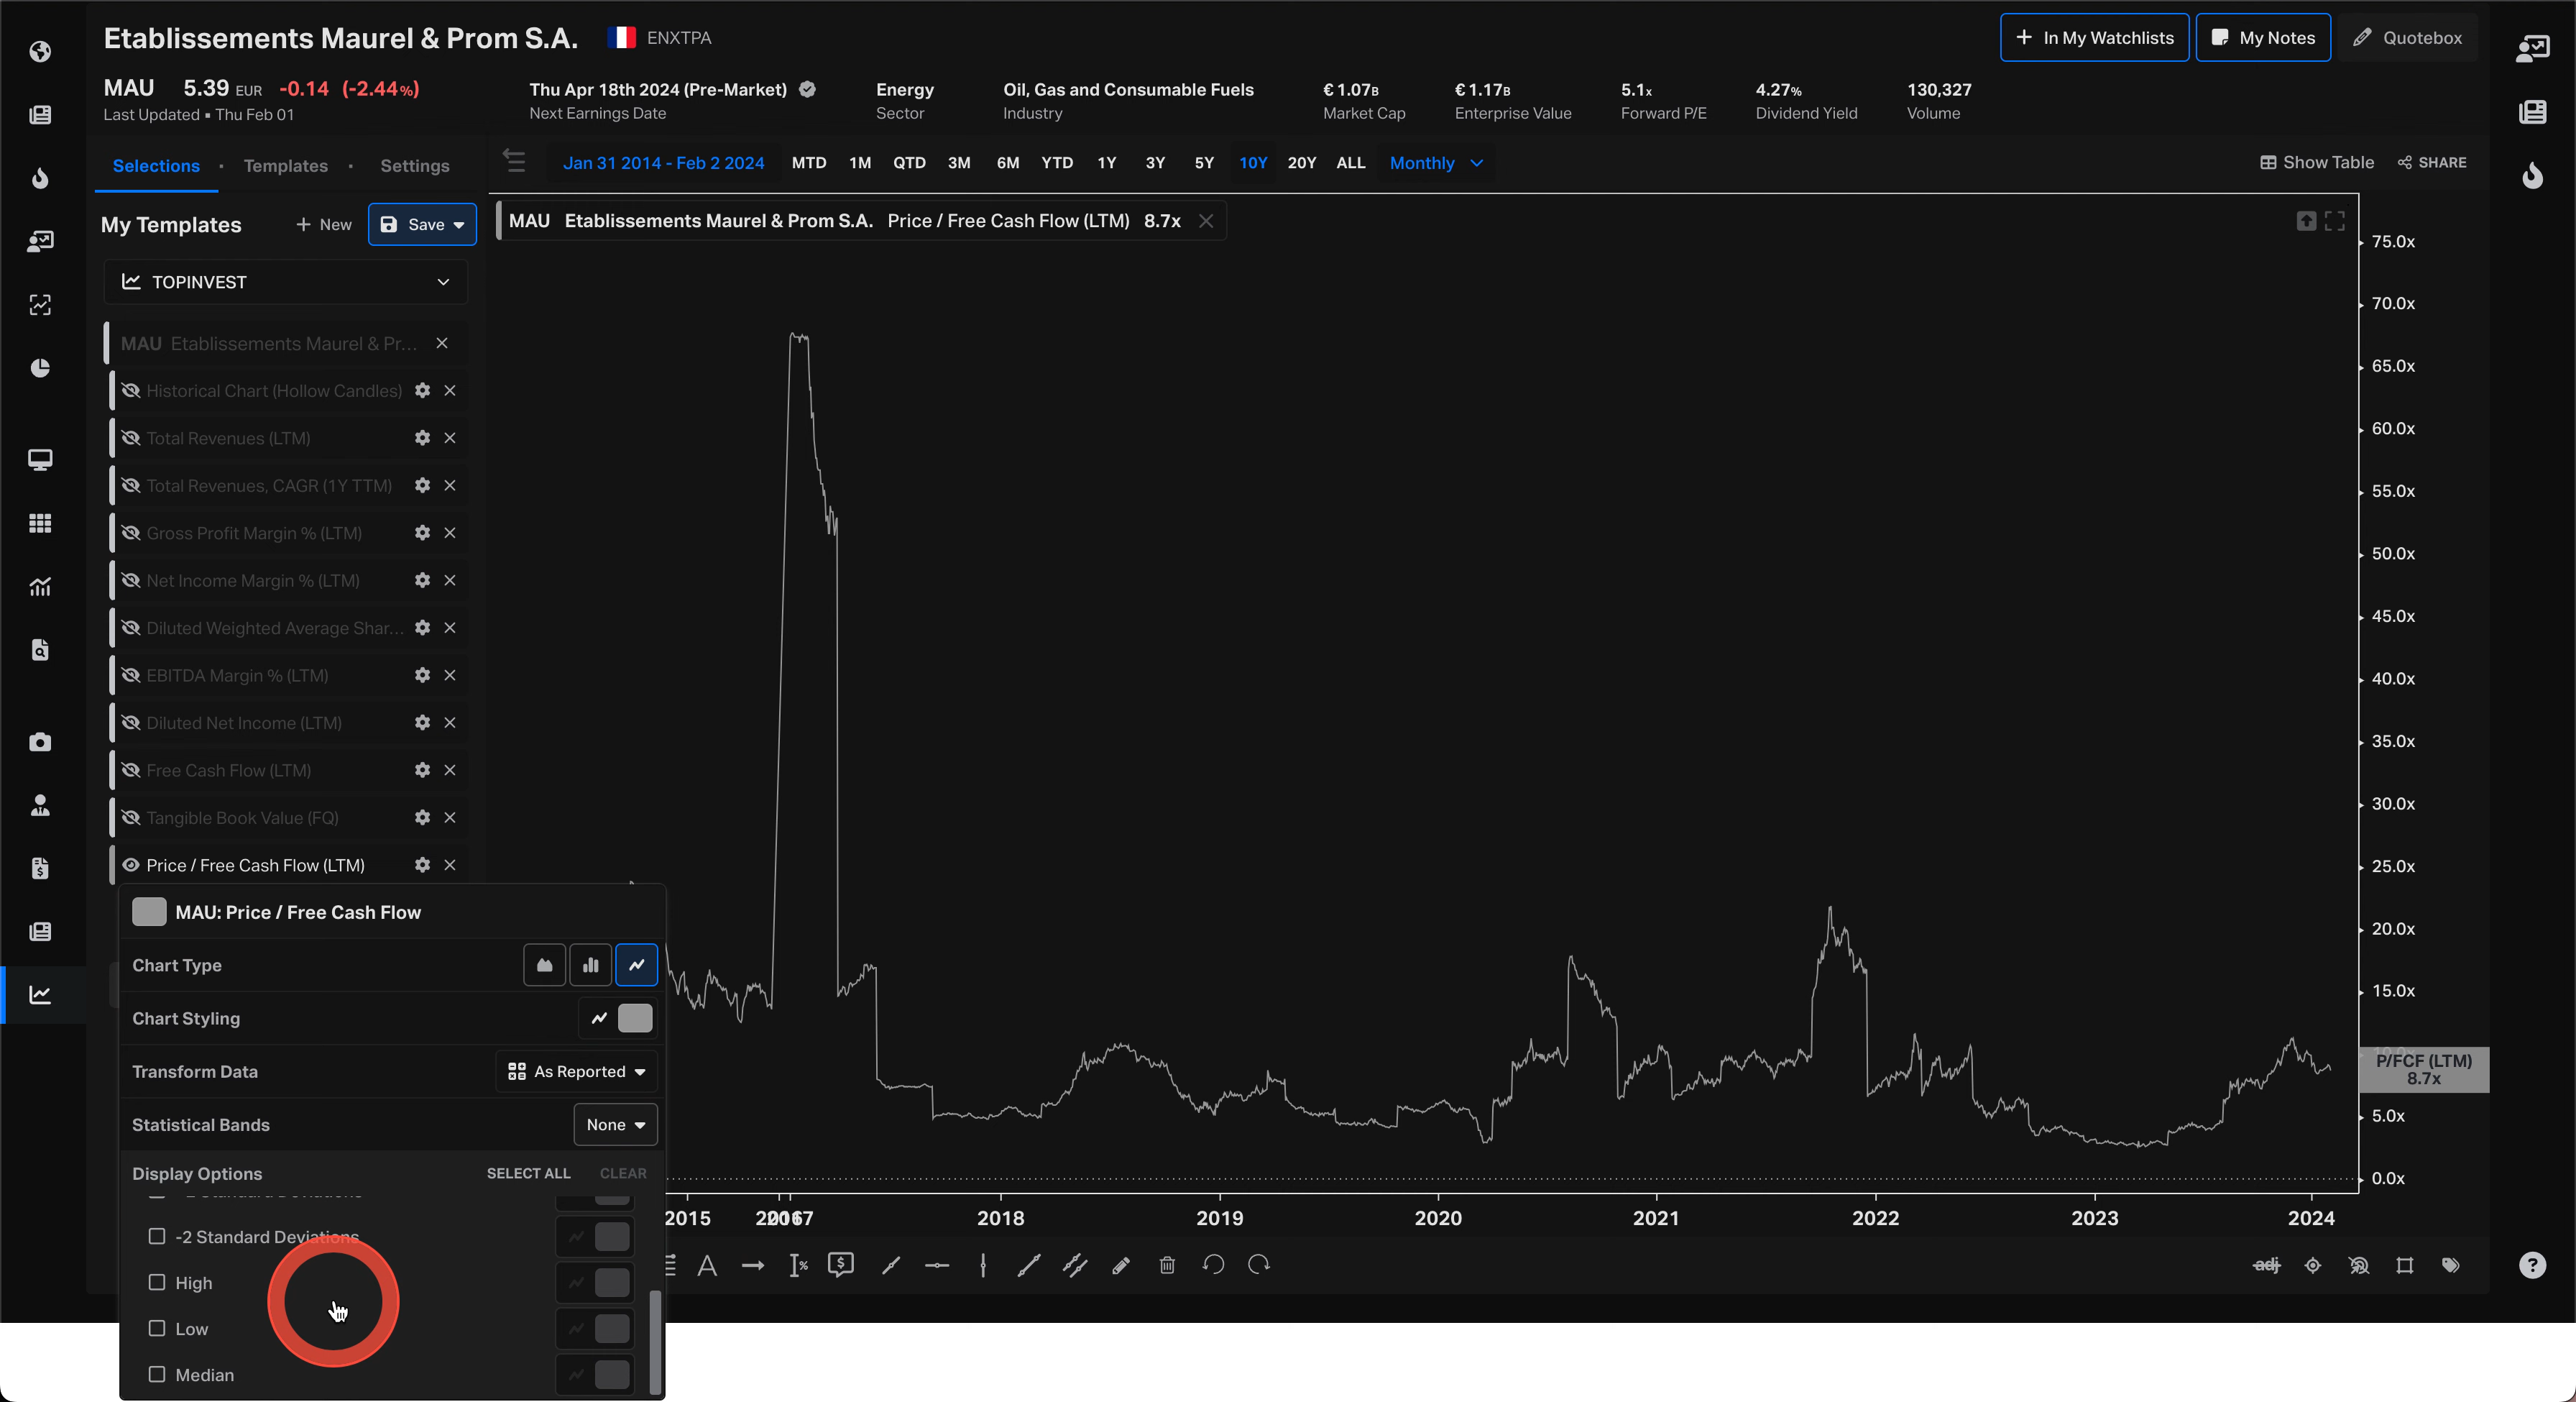 Etablissements Maurel & Prom S.A. ENXTPA
+ In My Watchlists My Notes Quotebox
MAU 5.39 EUR -0.14 (-2.44%)
Last Updated ▪ Thu Feb 01
Thu Apr 18th 2024 (Pre-Market)
Next Earnings Date
Energy
Sector
Oil, Gas and Consumable Fuels
Industry
€1.07B
Market Cap
€1.17B
Enterprise Value
5.1x
Forward P/E
4.27%
Dividend Yield
130,327
Volume
Selections · Templates · Settings
Jan 31 2014 - Feb 2 2024 MTD 1M QTD 3M 6M YTD 1Y 3Y 5Y 10Y 20Y ALL Monthly
Show Table SHARE
My Templates + New Save
TOPINVEST
MAU Etablissements Maurel & Pr...
Historical Chart (Hollow Candles)
Total Revenues (LTM)
Total Revenues, CAGR (1Y TTM)
Gross Profit Margin % (LTM)
Net Income Margin % (LTM)
Diluted Weighted Average Shar...
EBITDA Margin % (LTM)
Diluted Net Income (LTM)
Free Cash Flow (LTM)
Tangible Book Value (FQ)
Price / Free Cash Flow (LTM)
MAU: Price / Free Cash Flow
Chart Type
Chart Styling
Transform Data As Reported
Statistical Bands None
Display Options SELECT ALL CLEAR
-2 Standard Deviations
High
Low
Median
MAU Etablissements Maurel & Prom S.A. Price / Free Cash Flow (LTM) 8.7x
75.0x
70.0x
65.0x
60.0x
55.0x
50.0x
45.0x
40.0x
35.0x
30.0x
25.0x
20.0x
15.0x
P/FCF (LTM)
8.7x
5.0x
0.0x
2015 2016 2017 2018 2019 2020 2021 2022 2023 2024
A
%
$
adj
?